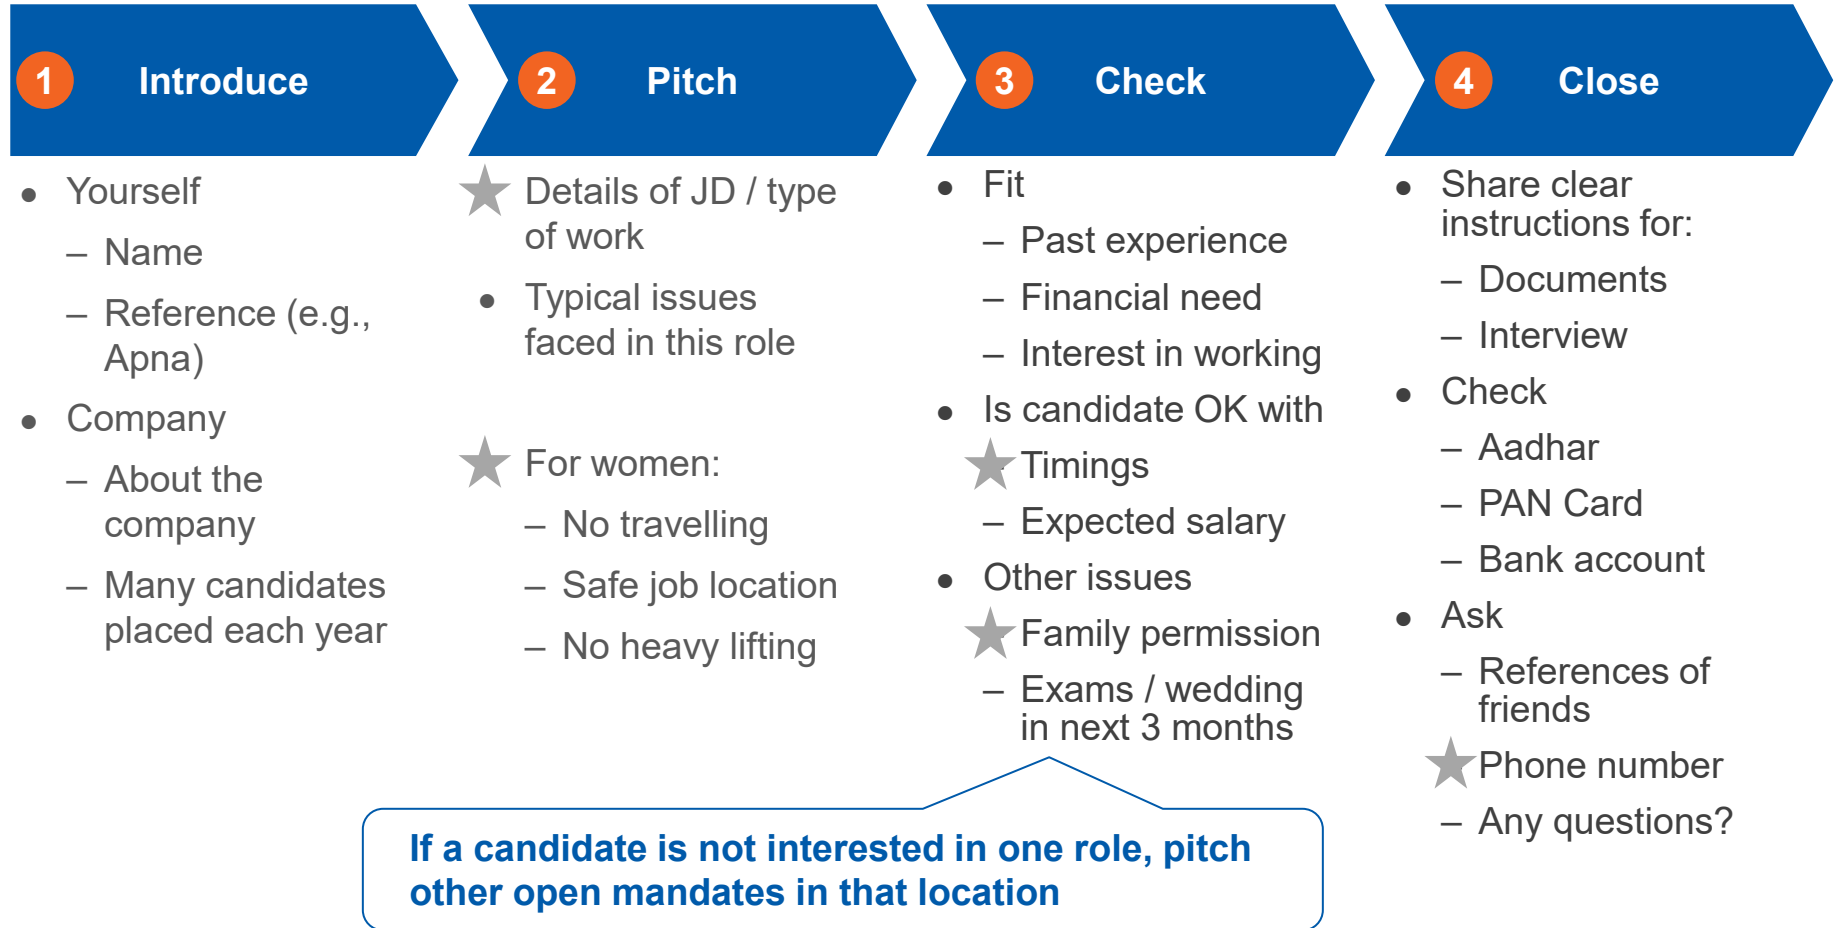 1 Introduce
● Yourself
– Name
– Reference (e.g.,
Apna)
● Company
– About the
company
– Many candidates
placed each year
2 Pitch
Details of JD / type
of work
● Typical issues
faced in this role
For women:
– No travelling
– Safe job location
– No heavy lifting
3 Check
● Fit
– Past experience
– Financial need
– Interest in working
● Is candidate OK with
Timings
– Expected salary
● Other issues
Family permission
– Exams / wedding
in next 3 months
If a candidate is not interested in one role, pitch
other open mandates in that location
4 Close
● Share clear
instructions for:
– Documents
– Interview
● Check
– Aadhar
– PAN Card
– Bank account
● Ask
– References of
friends
Phone number
– Any questions?